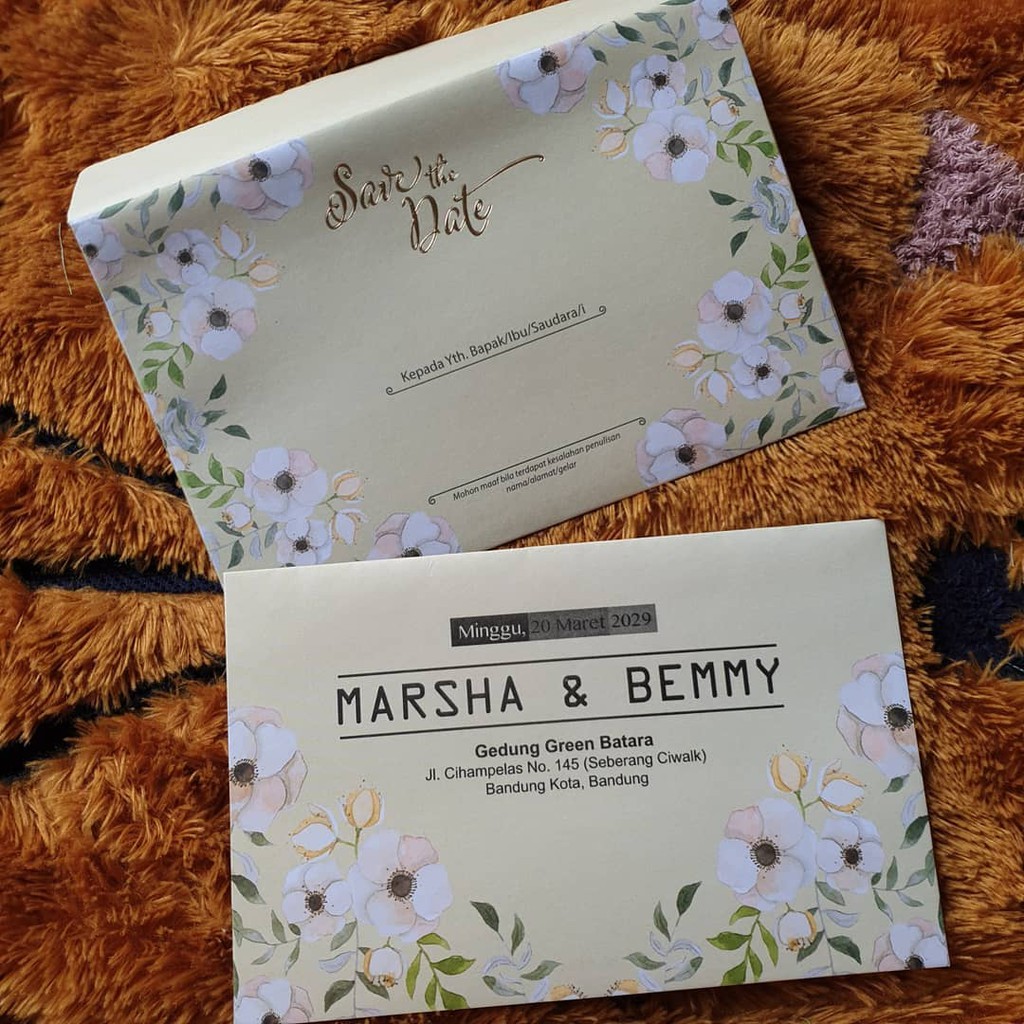 Save the
Date
Kepada Yth. Bapak/Ibu/Saudara/i
Mohon maaf bila terdapat kesalahan penulisan
nama/alamat/gelar
Minggu, 20 Maret 2029
MARSHA & BEMMY
Gedung Green Batara
Jl. Cihampelas No. 145 (Seberang Ciwalk)
Bandung Kota, Bandung